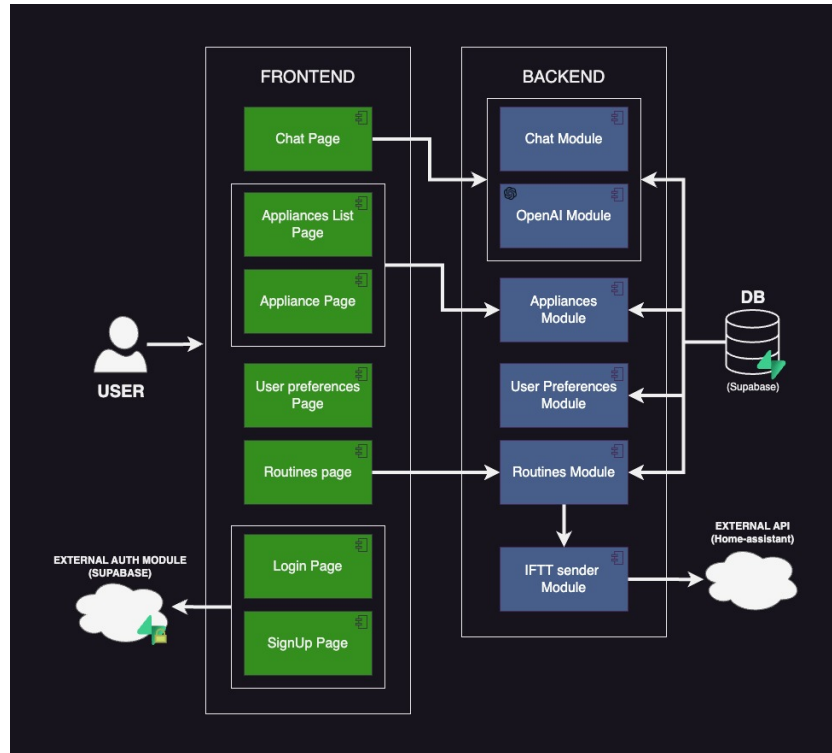 FRONTEND
BACKEND
Chat Page
Chat Module
Appliances List
Page
OpenAI Module
Appliance Page
Appliances
Module
DB
(Supabase)
USER
User preferences
Page
User Preferences
Module
Routines page
Routines Module
EXTERNAL AUTH MODULE
(SUPABASE)
Login Page
IFTT sender
Module
EXTERNAL API
(Home-assistant)
SignUp Page